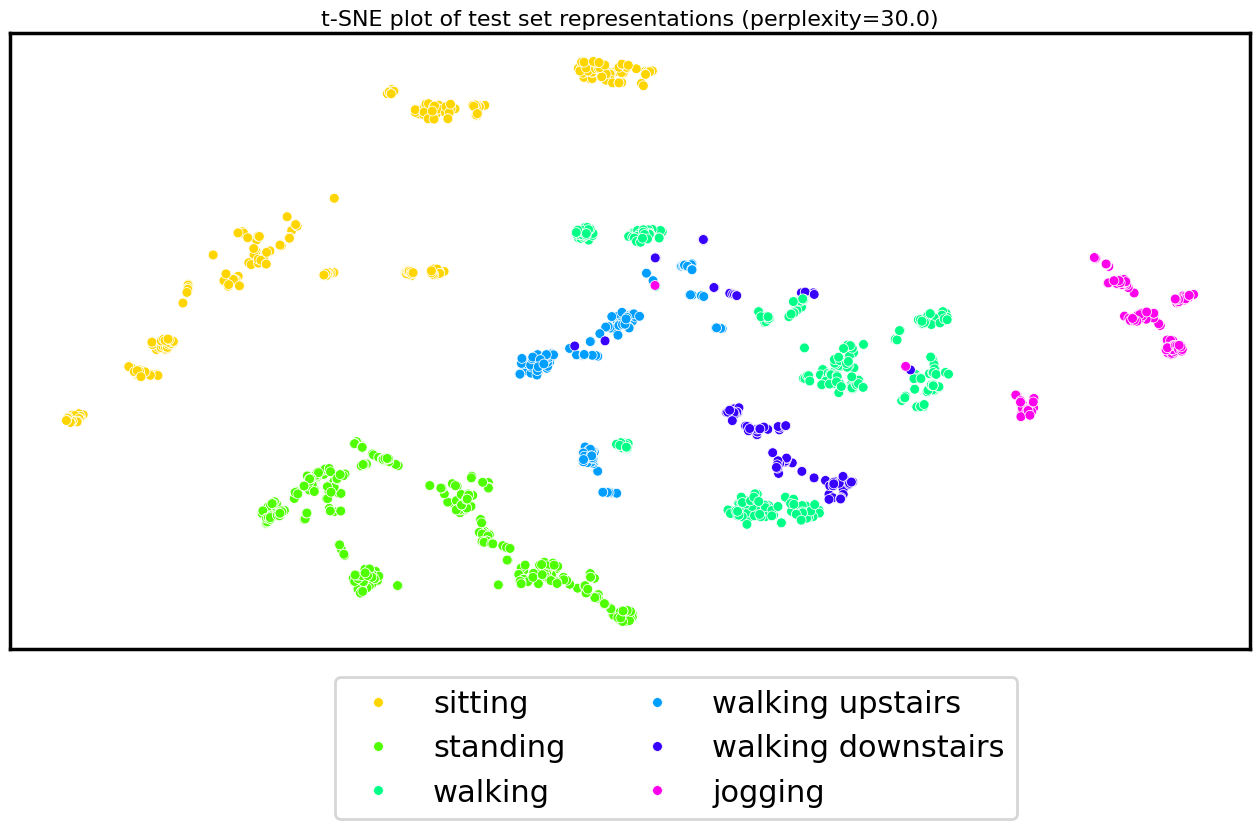 t-SNE plot of test set representations (perplexity=30.0)
sitting
standing
walking
walking upstairs
walking downstairs
jogging